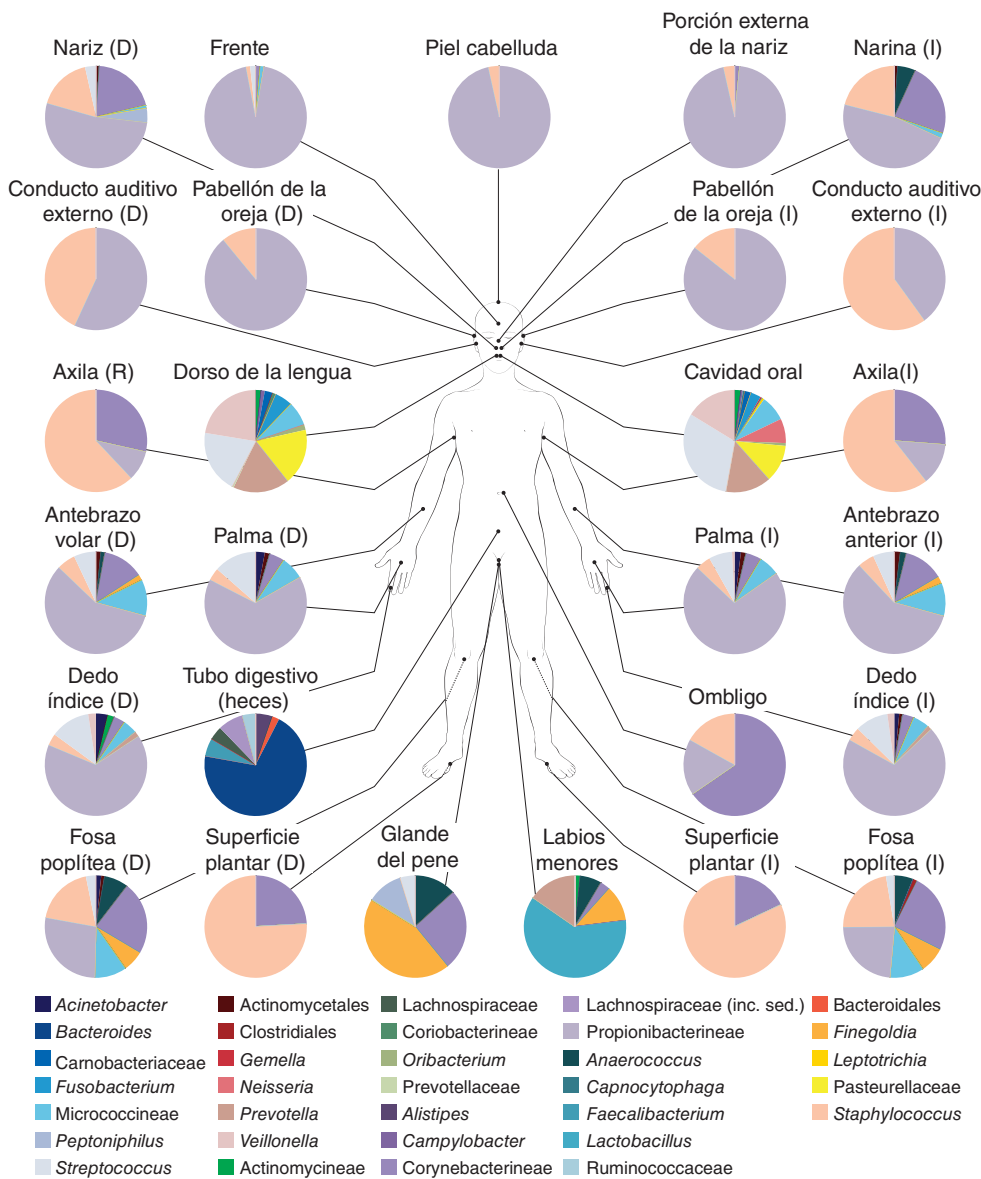 Nariz (D)
Frente
Piel cabelluda
Porción externa
de la nariz
Narina (I)
Conducto auditivo
externo (D)
Pabellón de la
oreja (D)
Pabellón
de la oreja (I)
Conducto auditivo
externo (I)
Axila (R)
Dorso de la lengua
Cavidad oral
Axila(I)
Antebrazo
volar (D)
Palma (D)
Palma (I)
Antebrazo
anterior (I)
Dedo
índice (D)
Tubo digestivo
(heces)
Ombligo
Dedo
índice (I)
Fosa
poplítea (D)
Superficie
plantar (D)
Glande
del pene
Labios
menores
Superficie
plantar (I)
Fosa
poplítea (I)
Acinetobacter
Bacteroides
Carnobacteriaceae
Fusobacterium
Micrococcineae
Peptoniphilus
Streptococcus
Actinomycetales
Clostridiales
Gemella
Neisseria
Prevotella
Veillonella
Actinomycineae
Lachnospiraceae
Coriobacterineae
Oribacterium
Prevotellaceae
Alistipes
Campylobacter
Corynebacterineae
Lachnospiraceae (inc. sed.)
Propionibacterineae
Anaerococcus
Capnocytophaga
Faecalibacterium
Lactobacillus
Ruminococcaceae
Bacteroidales
Finegoldia
Leptotrichia
Pasteurellaceae
Staphylococcus